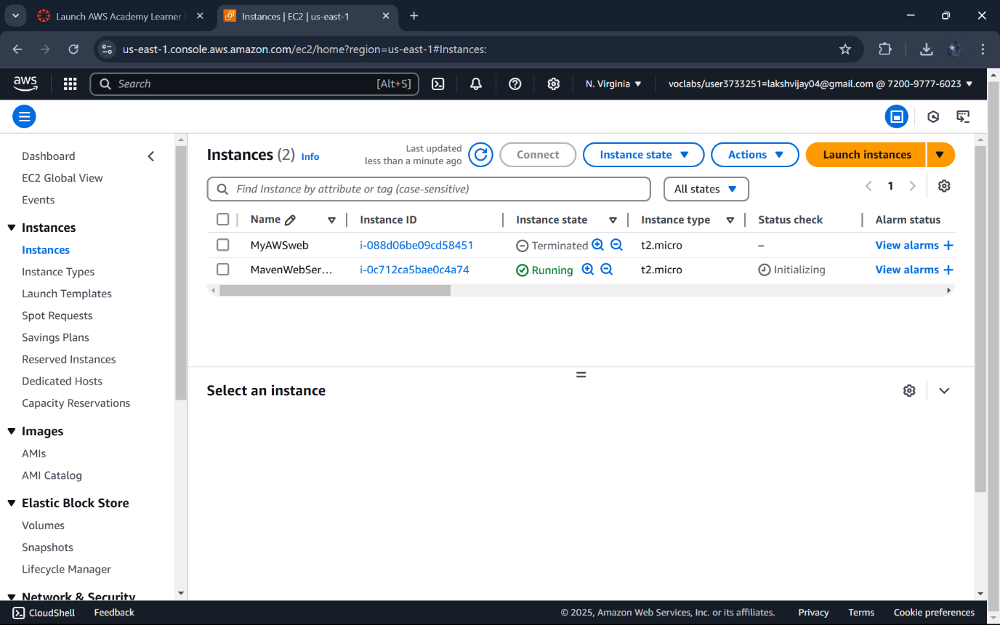 Launch AWS Academy Learner
Instances | EC2 | us-east-1
us-east-1.console.aws.amazon.com/ec2/home?region=us-east-1#Instances:
aws
Search
[Alt+S]
N. Virginia
voclabs/user3733251=lakshvijay04@gmail.com @ 7200-9777-6023
Dashboard
EC2 Global View
Events
Instances
Instances
Instance Types
Launch Templates
Spot Requests
Savings Plans
Reserved Instances
Dedicated Hosts
Capacity Reservations
Images
AMIs
AMI Catalog
Elastic Block Store
Volumes
Snapshots
Lifecycle Manager
Network & Security
Instances (2) Info
Last updated
less than a minute ago
Connect
Instance state
Actions
Launch instances
Find Instance by attribute or tag (case-sensitive)
All states
1
Name Instance ID Instance state Instance type Status check Alarm status
MyAWSweb i-088d06be09cd58451 Terminated t2.micro – View alarms +
MavenWebSer... i-0c712ca5bae0c4a74 Running t2.micro Initializing View alarms +
Select an instance
CloudShell Feedback © 2025, Amazon Web Services, Inc. or its affiliates. Privacy Terms Cookie preferences